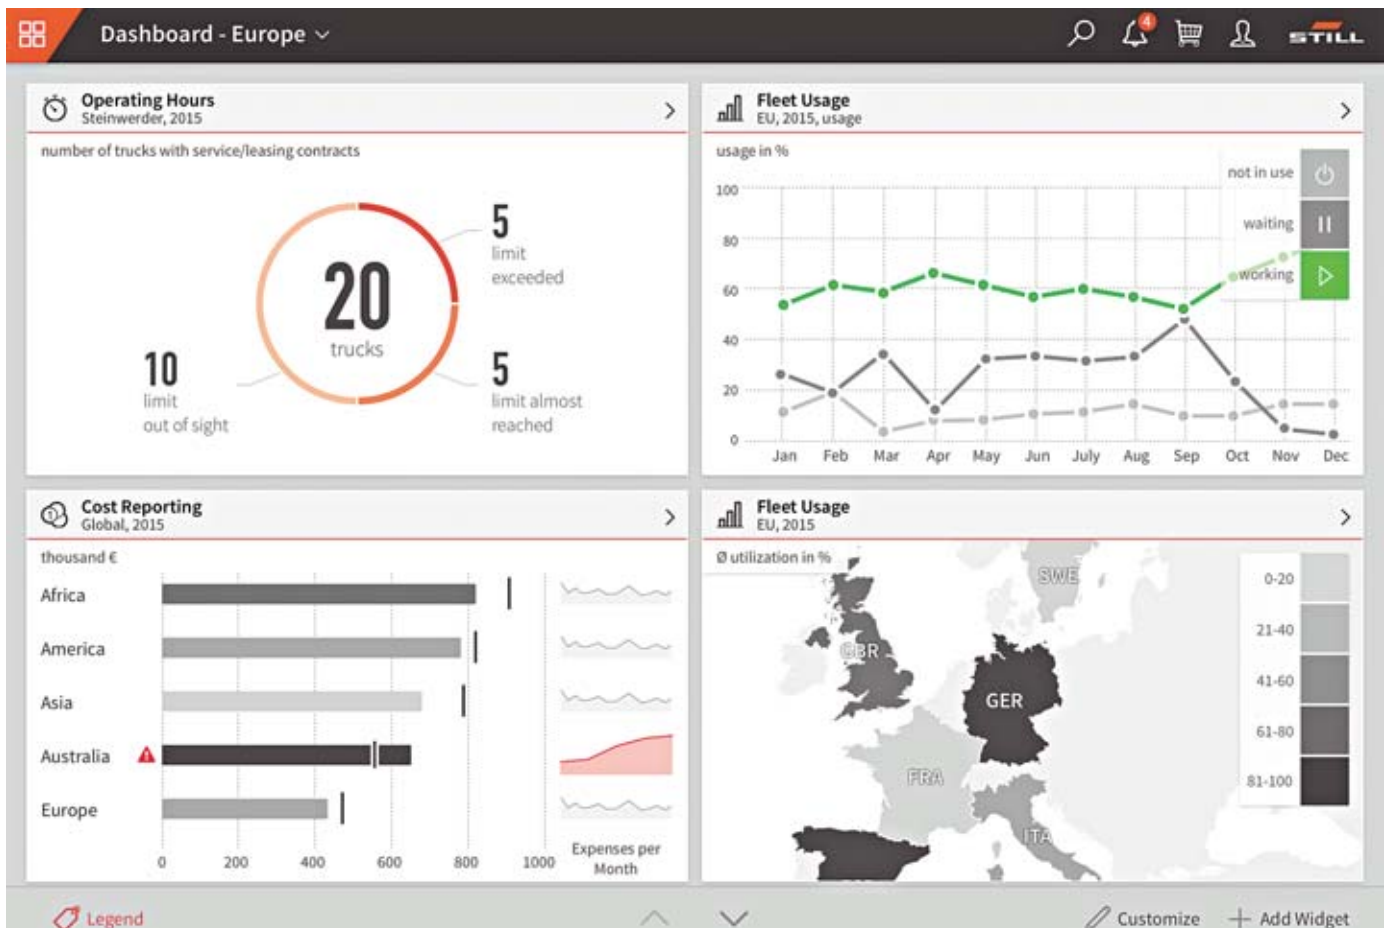 Dashboard - Europe
4
STILL
Operating Hours
Steinwerder, 2015
number of trucks with service/leasing contracts
5
limit
exceeded
20
trucks
10
limit
out of sight
5
limit almost
reached
Fleet Usage
EU, 2015, usage
usage in %
not in use
waiting
working
100
80
60
40
20
0
Jan Feb Mar Apr May Jun July Aug Sep Oct Nov Dec
Cost Reporting
Global, 2015
thousand €
Africa
America
Asia
Australia
Europe
0 200 400 600 800 1000
Expenses per
Month
Fleet Usage
EU, 2015
Ø utilization in %
SWE
GBR
GER
FRA
ITA
0-20
21-40
41-60
61-80
81-100
Legend
Customize
Add Widget